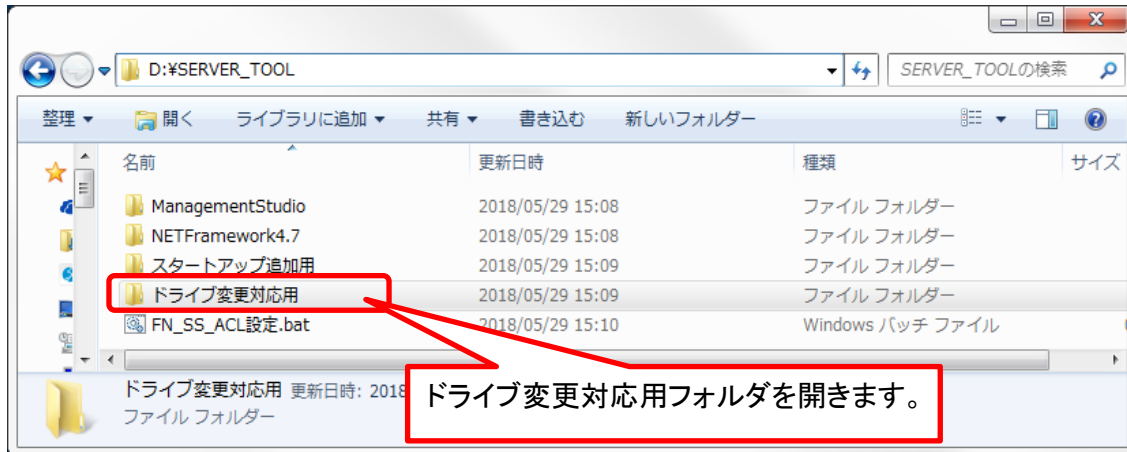 D:¥SERVER_TOOL
SERVER_TOOLの検索
整理 開く ライブラリに追加 共有 書き込む 新しいフォルダー
名前 更新日時 種類 サイズ
ManagementStudio 2018/05/29 15:08 ファイル フォルダー
NETFramework4.7 2018/05/29 15:08 ファイル フォルダー
スタートアップ追加用 2018/05/29 15:09 ファイル フォルダー
ドライブ変更対応用 2018/05/29 15:09 ファイル フォルダー
FN_SS_ACL設定.bat 2018/05/29 15:10 Windows バッチ ファイル
ドライブ変更対応用 更新日時: 2018
ファイル フォルダー
ドライブ変更対応用フォルダを開きます。